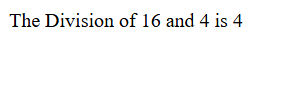 The Division of 16 and 4 is 4